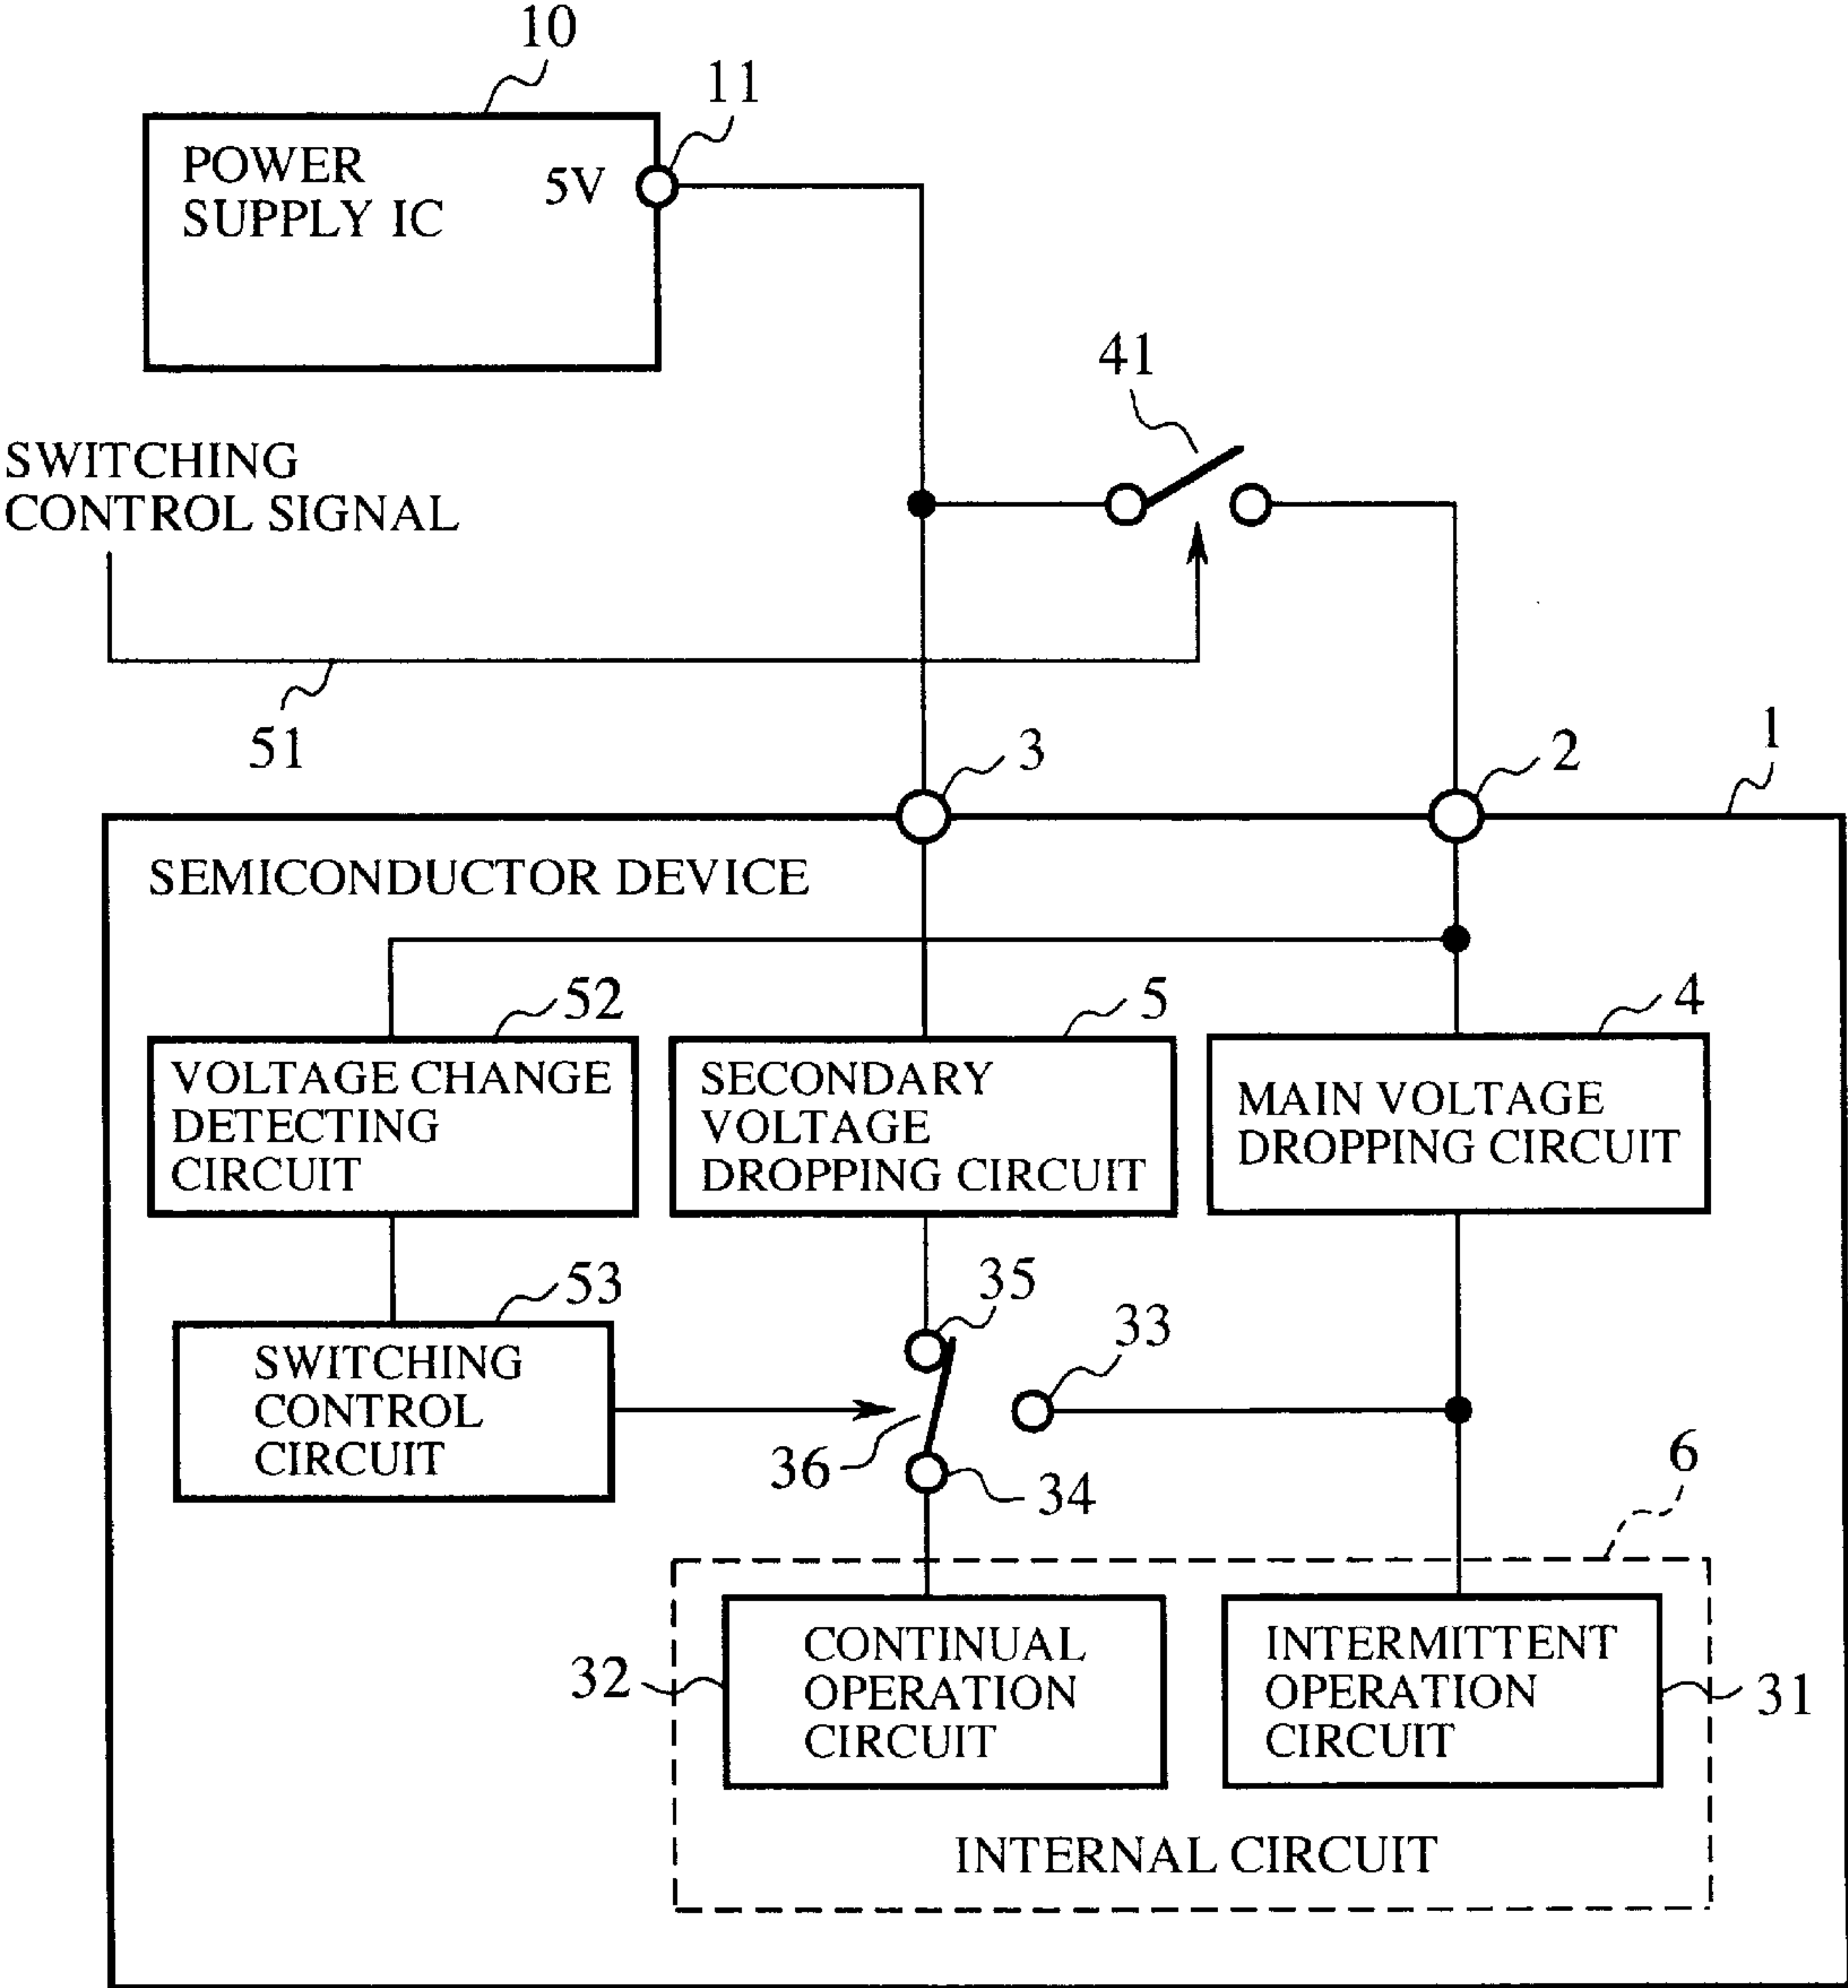 10
11
POWER
SUPPLY IC
5V
41
SWITCHING
CONTROL SIGNAL
51
3
2
1
SEMICONDUCTOR DEVICE
52
5
4
VOLTAGE CHANGE
DETECTING
CIRCUIT
SECONDARY
VOLTAGE
DROPPING CIRCUIT
MAIN VOLTAGE
DROPPING CIRCUIT
53
35
33
SWITCHING
CONTROL
CIRCUIT
36
34
6
32
CONTINUAL
OPERATION
CIRCUIT
INTERMITTENT
OPERATION
CIRCUIT
31
INTERNAL CIRCUIT